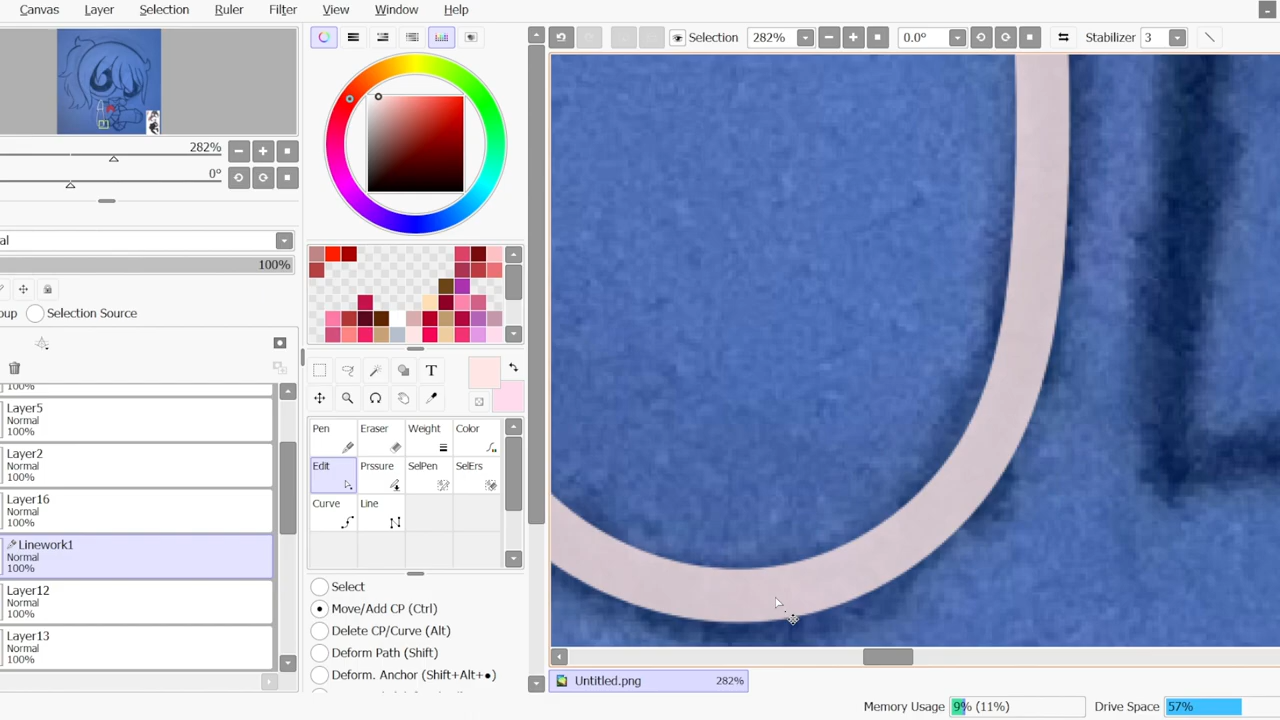 Canvas Layer Selection Ruler Filter View Window Help
Selection 282% 0.0° Stabilizer 3
282%
0°
100%
Selection Source
100%
Layer5
Normal
100%
Layer2
Normal
100%
Layer16
Normal
100%
Linework1
Normal
100%
Layer12
Normal
100%
Layer13
Normal
100%
T
Pen Eraser Weight Color
Edit Prssure SelPen SelErs
Curve Line
Select
Move/Add CP (Ctrl)
Delete CP/Curve (Alt)
Deform Path (Shift)
Deform. Anchor (Shift+Alt+●)
Untitled.png 282%
Memory Usage 9% (11%) Drive Space 57%